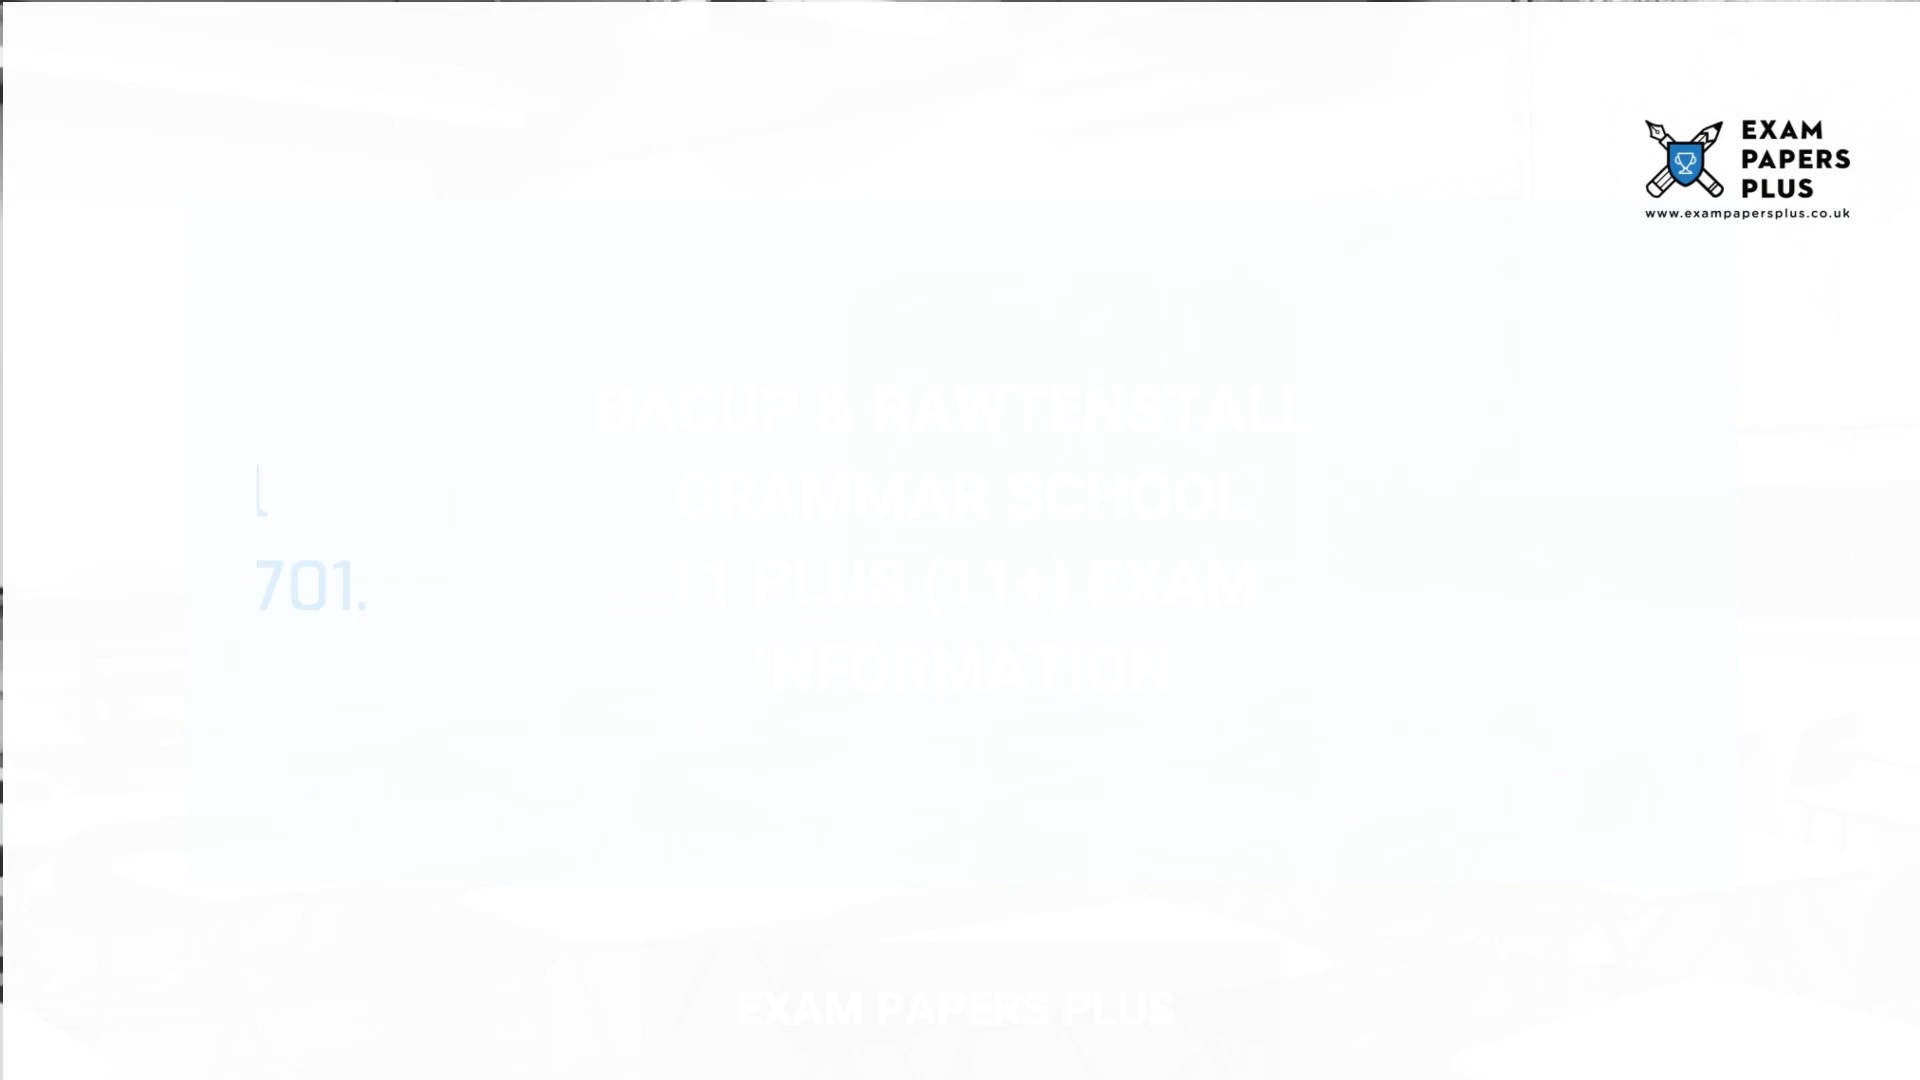 EXAM
PAPERS
PLUS
www.exampapersplus.co.uk
BACUP & RAWTENSTALL
GRAMMAR SCHOOL
11 PLUS (11+) EXAM
INFORMATION
701.
EXAM PAPERS PLUS